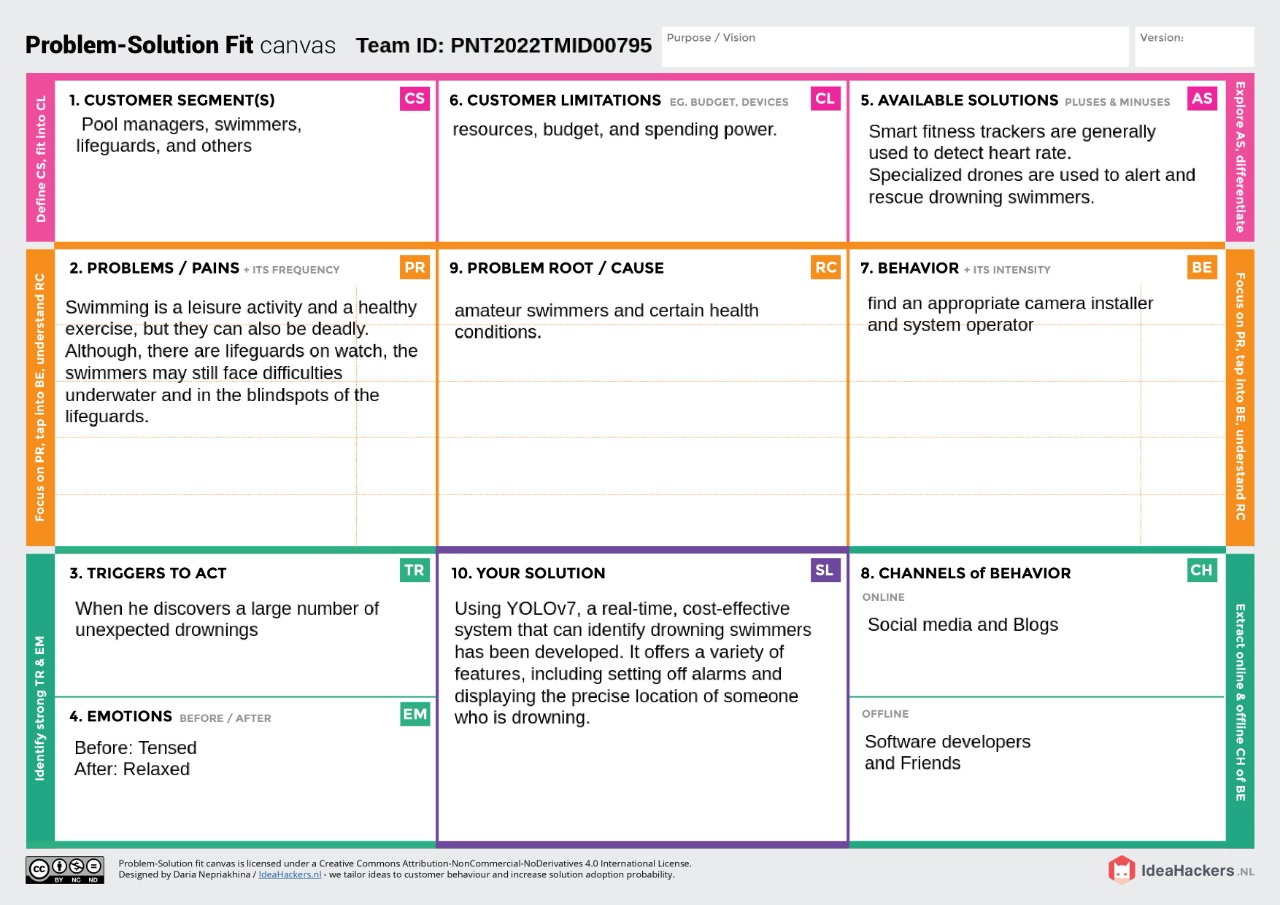 Problem-Solution Fit canvas Team ID: PNT2022TMID00795
Purpose / Vision
Version:
Define CS, fit into CL
1. CUSTOMER SEGMENT(S)
CS
Pool managers, swimmers,
lifeguards, and others
6. CUSTOMER LIMITATIONS EG. BUDGET, DEVICES
CL
resources, budget, and spending power.
5. AVAILABLE SOLUTIONS PLUSES & MINUSES
AS
Smart fitness trackers are generally
used to detect heart rate.
Specialized drones are used to alert and
rescue drowning swimmers.
Explore AS, differentiate
Focus on PR, tap into BE, understand RC
2. PROBLEMS / PAINS + ITS FREQUENCY
PR
Swimming is a leisure activity and a healthy
exercise, but they can also be deadly.
Although, there are lifeguards on watch, the
swimmers may still face difficulties
underwater and in the blindspots of the
lifeguards.
9. PROBLEM ROOT / CAUSE
RC
amateur swimmers and certain health
conditions.
7. BEHAVIOR + ITS INTENSITY
BE
find an appropriate camera installer
and system operator
Focus on PR, tap into BE, understand RC
Identify strong TR & EM
3. TRIGGERS TO ACT
TR
When he discovers a large number of
unexpected drownings
4. EMOTIONS BEFORE / AFTER
EM
Before: Tensed
After: Relaxed
10. YOUR SOLUTION
SL
Using YOLOv7, a real-time, cost-effective
system that can identify drowning swimmers
has been developed. It offers a variety of
features, including setting off alarms and
displaying the precise location of someone
who is drowning.
8. CHANNELS of BEHAVIOR
CH
ONLINE
Social media and Blogs
OFFLINE
Software developers
and Friends
Extract online & offline CH of BE
cc
BY NC ND
Problem-Solution fit canvas is licensed under a Creative Commons Attribution-NonCommercial-NoDerivatives 4.0 International License.
Designed by Daria Nepriakhina / IdeaHackers.nl - we tailor ideas to customer behaviour and increase solution adoption probability.
IdeaHackers.NL